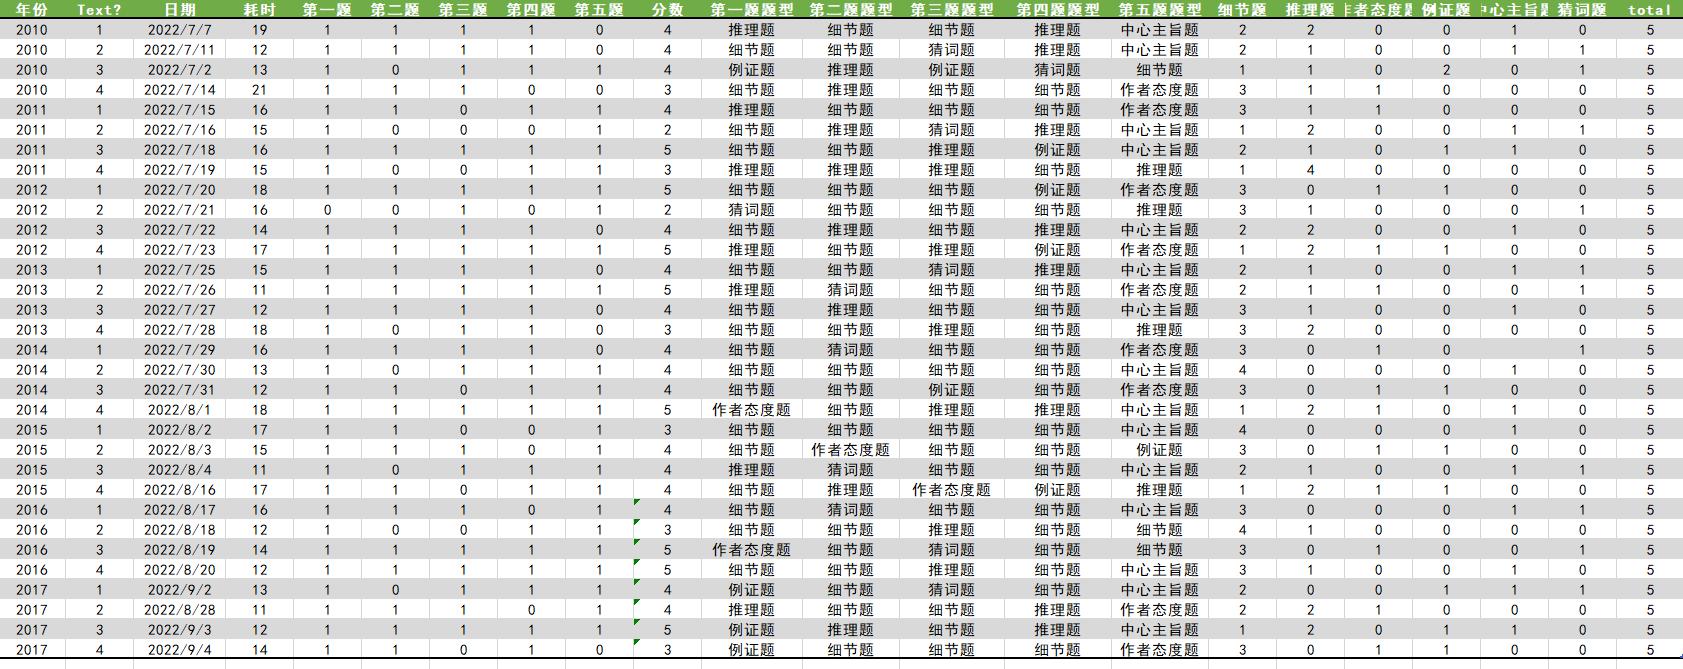 年份 Text? 日期 耗时 第一题 第二题 第三题 第四题 第五题 分数 第一题题型 第二题题型 第三题题型 第四题题型 第五题题型 细节题 推理题 者态度 例证题 心主旨 猜词题 total
2010 1 2022/7/7 19 1 1 1 1 0 4 推理题 细节题 细节题 推理题 中心主旨题 2 2 0 0 1 0 5
2010 2 2022/7/11 12 1 1 1 1 0 4 细节题 细节题 猜词题 推理题 中心主旨题 2 1 0 0 1 1 5
2010 3 2022/7/2 13 1 0 1 1 1 4 例证题 推理题 例证题 猜词题 细节题 1 1 0 2 0 1 5
2010 4 2022/7/14 21 1 1 1 0 0 3 细节题 推理题 细节题 细节题 作者态度题 3 1 1 0 0 0 5
2011 1 2022/7/15 16 1 1 0 1 1 4 推理题 细节题 细节题 细节题 作者态度题 3 1 1 0 0 0 5
2011 2 2022/7/16 15 1 0 0 0 1 2 细节题 推理题 猜词题 推理题 中心主旨题 1 2 0 0 1 1 5
2011 3 2022/7/18 16 1 1 1 1 1 5 细节题 细节题 推理题 例证题 中心主旨题 2 1 0 1 1 0 5
2011 4 2022/7/19 15 1 0 0 1 1 3 推理题 推理题 推理题 细节题 推理题 1 4 0 0 0 0 5
2012 1 2022/7/20 18 1 1 1 1 1 5 细节题 细节题 细节题 例证题 作者态度题 3 0 1 1 0 0 5
2012 2 2022/7/21 16 0 0 1 0 1 2 猜词题 细节题 细节题 细节题 推理题 3 1 0 0 0 1 5
2012 3 2022/7/22 14 1 1 1 1 0 4 细节题 推理题 细节题 推理题 中心主旨题 2 2 0 0 1 0 5
2012 4 2022/7/23 17 1 1 1 1 1 5 推理题 细节题 推理题 例证题 作者态度题 1 2 1 1 0 0 5
2013 1 2022/7/25 15 1 1 1 1 0 4 细节题 细节题 猜词题 推理题 中心主旨题 2 1 0 0 1 1 5
2013 2 2022/7/26 11 1 1 1 1 1 5 推理题 猜词题 细节题 细节题 作者态度题 2 1 1 0 0 1 5
2013 3 2022/7/27 12 1 1 1 1 0 4 细节题 推理题 细节题 细节题 中心主旨题 3 1 0 0 1 0 5
2013 4 2022/7/28 18 1 0 1 1 0 3 细节题 细节题 推理题 细节题 推理题 3 2 0 0 0 0 5
2014 1 2022/7/29 16 1 1 1 1 0 4 细节题 猜词题 细节题 细节题 作者态度题 3 0 1 0 1 5
2014 2 2022/7/30 13 1 0 1 1 1 4 细节题 细节题 细节题 细节题 中心主旨题 4 0 0 0 1 0 5
2014 3 2022/7/31 12 1 1 0 1 1 4 细节题 细节题 例证题 细节题 作者态度题 3 0 1 1 0 0 5
2014 4 2022/8/1 18 1 1 1 1 1 5 作者态度题 细节题 推理题 推理题 中心主旨题 1 2 1 0 1 0 5
2015 1 2022/8/2 17 1 1 0 0 1 3 细节题 细节题 细节题 细节题 中心主旨题 4 0 0 0 1 0 5
2015 2 2022/8/3 15 1 1 1 0 1 4 细节题 作者态度题 细节题 细节题 例证题 3 0 1 1 0 0 5
2015 3 2022/8/4 11 1 0 1 1 1 4 推理题 猜词题 细节题 细节题 中心主旨题 2 1 0 0 1 1 5
2015 4 2022/8/16 17 1 1 0 1 1 4 细节题 推理题 作者态度题 例证题 推理题 1 2 1 1 0 0 5
2016 1 2022/8/17 16 1 1 1 0 1 4 细节题 猜词题 细节题 细节题 中心主旨题 3 0 0 0 1 1 5
2016 2 2022/8/18 12 1 0 0 1 1 3 细节题 细节题 推理题 细节题 细节题 4 1 0 0 0 0 5
2016 3 2022/8/19 14 1 1 1 1 1 5 作者态度题 细节题 猜词题 细节题 细节题 3 0 1 0 0 1 5
2016 4 2022/8/20 12 1 1 1 1 1 5 细节题 细节题 推理题 细节题 中心主旨题 3 1 0 0 1 0 5
2017 1 2022/9/2 13 1 0 1 1 1 4 例证题 细节题 猜词题 细节题 中心主旨题 2 0 0 1 1 1 5
2017 2 2022/8/28 11 1 1 1 0 1 4 推理题 细节题 细节题 推理题 作者态度题 2 2 1 0 0 0 5
2017 3 2022/9/3 12 1 1 1 1 1 5 例证题 推理题 细节题 推理题 中心主旨题 1 2 0 1 1 0 5
2017 4 2022/9/4 14 1 1 0 1 0 3 例证题 细节题 细节题 细节题 作者态度题 3 0 1 1 0 0 5